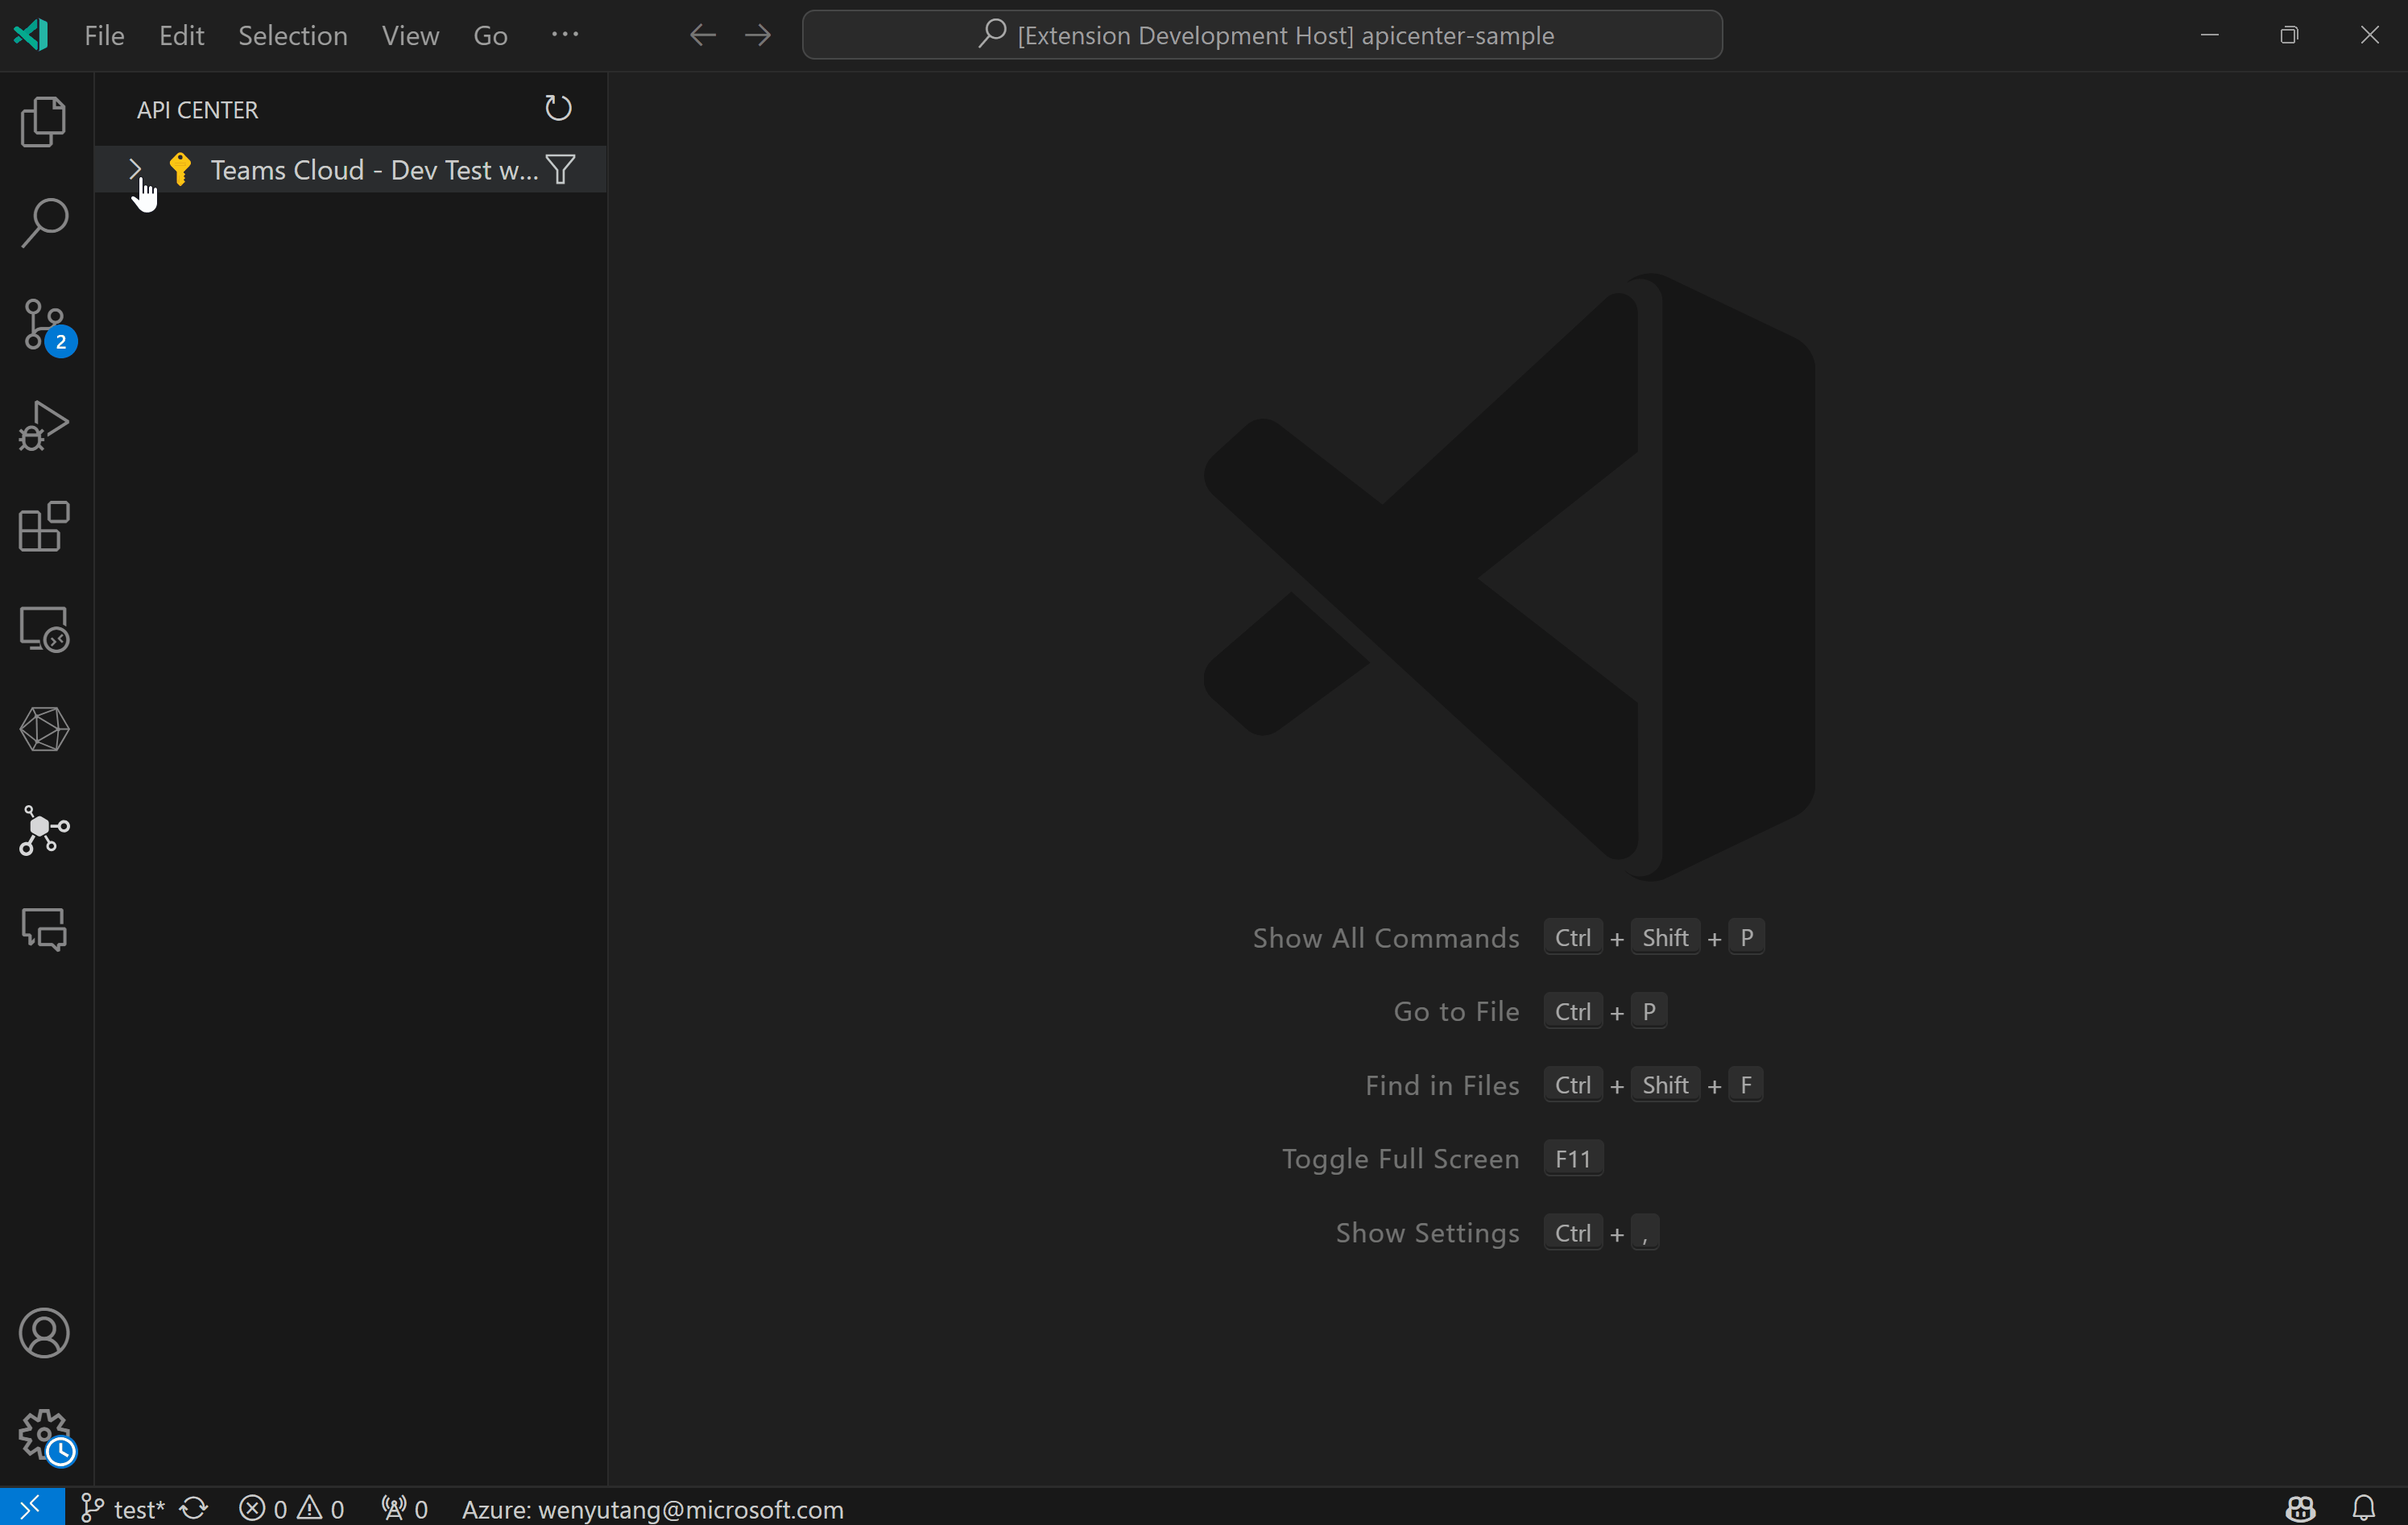 File Edit Selection View Go ···
[Extension Development Host] apicenter-sample
API CENTER
Teams Cloud - Dev Test w...
2
Show All Commands Ctrl + Shift + P
Go to File Ctrl + P
Find in Files Ctrl + Shift + F
Toggle Full Screen F11
Show Settings Ctrl + ,
test* 0 0 0 Azure: wenyutang@microsoft.com